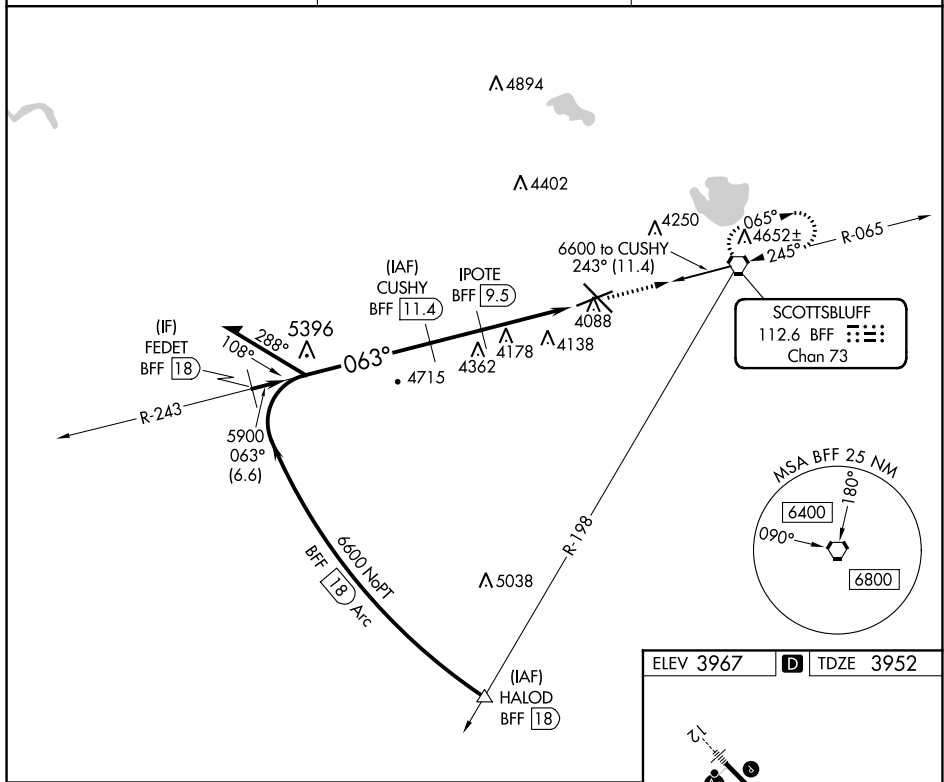 4894
4402
4250
065°
4652±
R-065
245°
6600 to CUSHY
243° (11.4)
(IAF)
CUSHY
BFF 11.4
IPOTE
BFF 9.5
4088
SCOTTSBLUFF
112.6 BFF
Chan 73
(IF)
FEDET
BFF 18
288°
108°
5396
063°
4178
4138
4362
4715
R-243
5900
063°
(6.6)
MSA BFF 25 NM
180°
6400
090°
6800
R-198
6600 NoPT
BFF 18 Arc
5038
(IAF)
HALOD
BFF 18
ELEV 3967
D
TDZE 3952
12
P